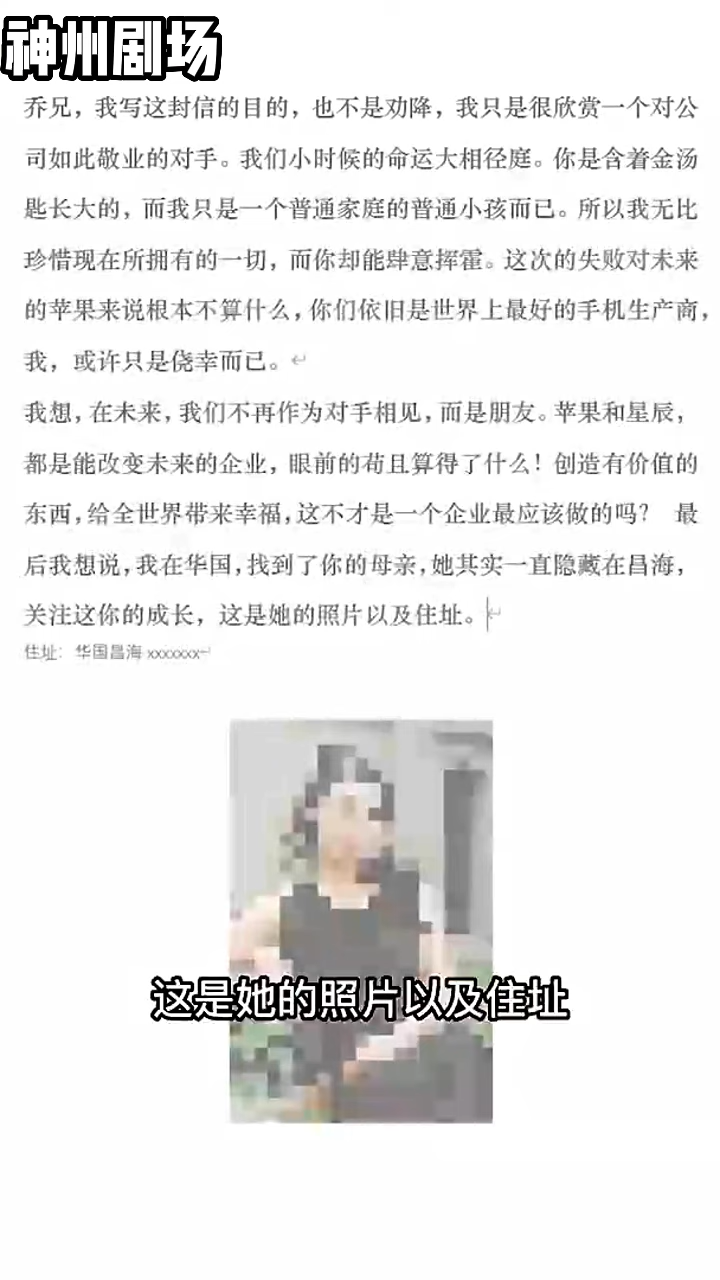 神州剧场
乔兄，我写这封信的目的，也不是劝降，我只是很欣赏一个对公
司如此敬业的对手。我们小时候的命运大相径庭。你是含着金汤
匙长大的，而我只是一个普通家庭的普通小孩而已。所以我无比
珍惜现在所拥有的一切，而你却能肆意挥霍。这次的失败对未来
的苹果来说根本不算什么，你们依旧是世界上最好的手机生产商，
我，或许只是侥幸而已。
我想，在未来，我们不再作为对手相见，而是朋友。苹果和星辰，
都是能改变未来的企业，眼前的苟且算得了什么！创造有价值的
东西，给全世界带来幸福，这不才是一个企业最应该做的吗？ 最
后我想说，我在华国，找到了你的母亲，她其实一直隐藏在昌海，
关注这你的成长，这是她的照片以及住址。
住址： 华国昌海 xxxxxxx
这是她的照片以及住址